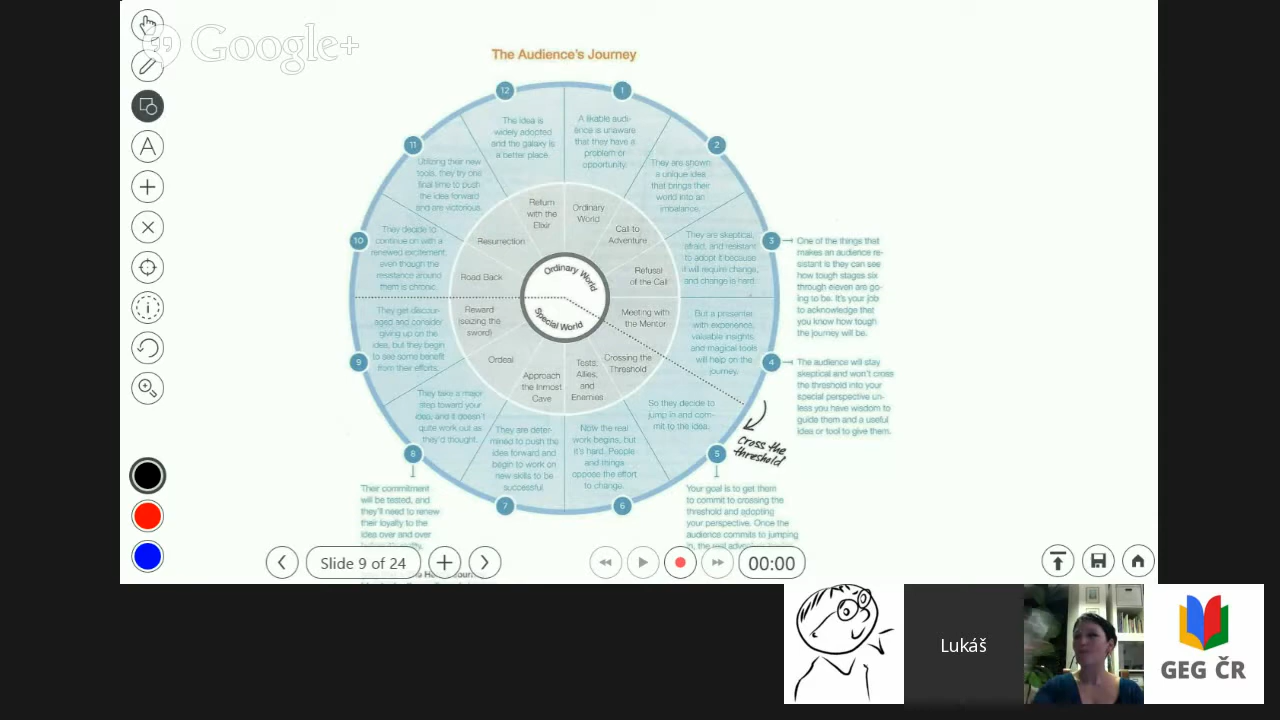 Google+
The Audience's Journey
12
1
11
2
10
3
9
4
8
5
7
6
The idea is
widely adopted
and the galaxy is
a better place.
A likable audi-
ence is unaware
that they have a
problem or
opportunity.
They are shown
a unique idea
that brings their
world into an
imbalance.
They are skeptical,
afraid, and resistant
to adopt it because
it will require change,
and change is hard.
But a presenter
with experience,
valuable insights,
and magical tools
will help on the
journey.
So they decide to
jump in and com-
mit to the idea.
Now the real
work begins, but
it's hard. People
and things
oppose the effort
to change.
They are deter-
mined to push the
idea forward and
begin to work on
new skills to be
successful.
They take a major
step toward your
idea, and it doesn't
quite work out as
they'd thought.
They get discour-
aged and consider
giving up on the
idea, but they begin
to see some benefit
from their efforts.
They decide to
continue on with a
renewed excitement
even though the
resistance around
them is chronic.
Utilizing their new
tools, they try one
final time to push
the idea forward
and are victorious.
Return
with the
Elixir
Ordinary
World
Call to
Adventure
Refusal
of the Call
Meeting with
the Mentor
Crossing the
Threshold
Tests,
Allies,
and
Enemies
Approach
the Inmost
Cave
Ordeal
Reward
(seizing the
sword)
Road Back
Resurrection
Ordinary World
Special World
One of the things that
makes an audience re-
sistant is they can see
how tough stages six
through eleven are go-
ing to be. It's your job
to acknowledge that
you know how tough
the journey will be.
The audience will stay
skeptical and won't cross
the threshold into your
special perspective un-
less you have wisdom to
guide them and a useful
idea or tool to give them.
Cross the
threshold
Your goal is to get them
to commit to crossing the
threshold and adopting
your perspective. Once the
audience commits to jumping
in, the real
Their commitment
will be tested, and
they'll need to renew
their loyalty to the
idea over and over
Slide 9 of 24
00:00
Lukáš
GEG ČR